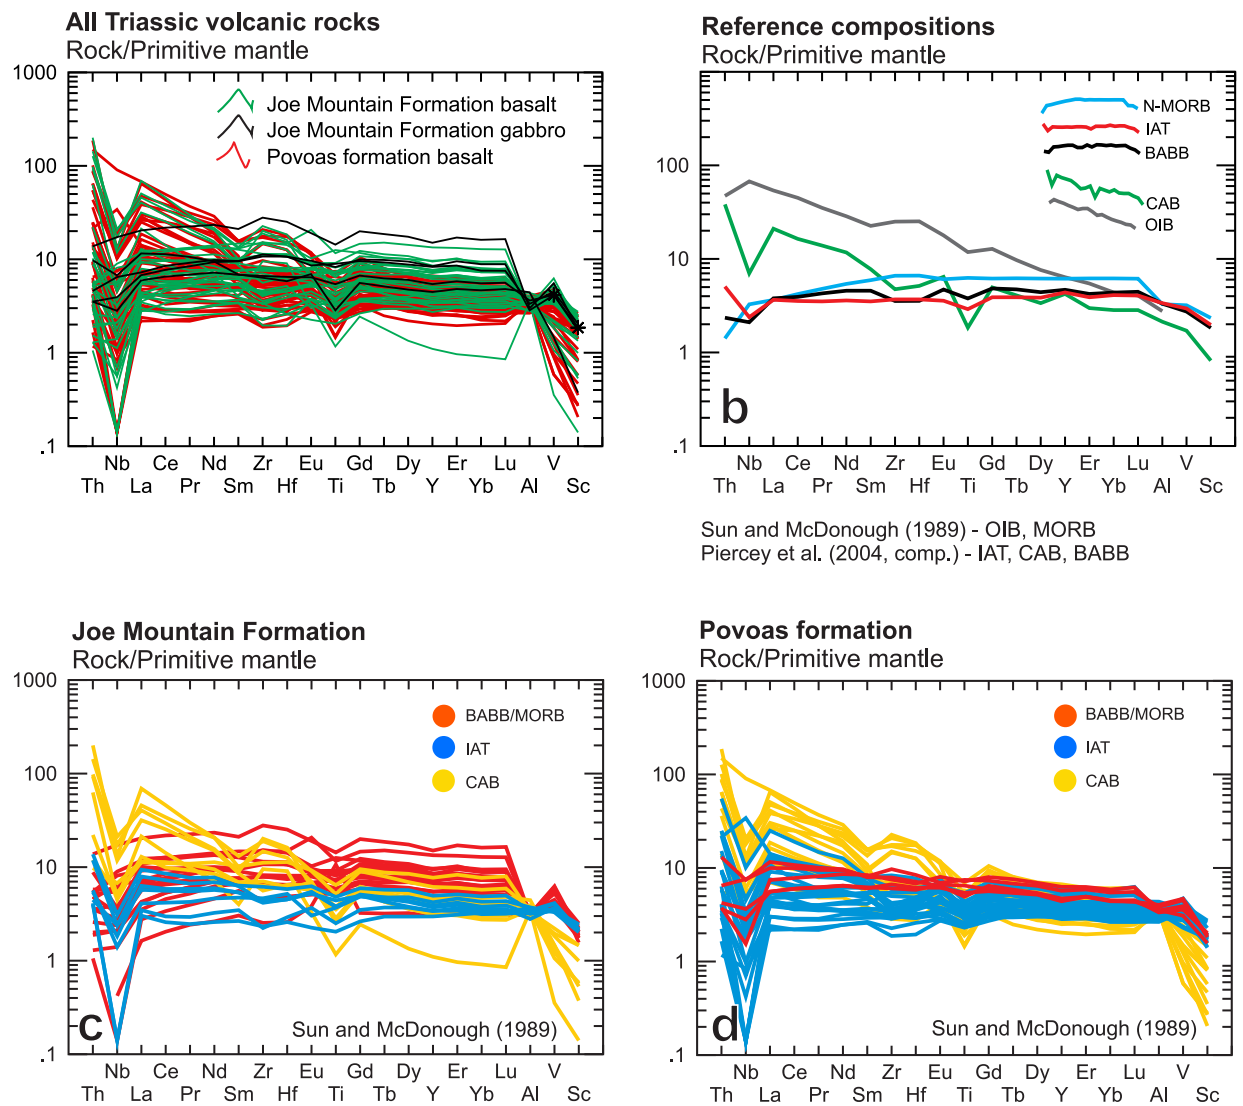 All Triassic volcanic rocks
Rock/Primitive mantle
1000
100
10
1
.1
Joe Mountain Formation basalt
Joe Mountain Formation gabbro
Povoas formation basalt
Nb Ce Nd Zr Eu Gd Dy Er Lu V
Th La Pr Sm Hf Ti Tb Y Yb Al Sc
Reference compositions
Rock/Primitive mantle
1000
100
10
1
.1
N-MORB
IAT
BABB
CAB
OIB
b
Nb Ce Nd Zr Eu Gd Dy Er Lu V
Th La Pr Sm Hf Ti Tb Y Yb Al Sc
Sun and McDonough (1989) - OIB, MORB
Piercey et al. (2004, comp.) - IAT, CAB, BABB
Joe Mountain Formation
Rock/Primitive mantle
1000
100
10
1
.1
BABB/MORB
IAT
CAB
c
Sun and McDonough (1989)
Nb Ce Nd Zr Eu Gd Dy Er Lu V
Th La Pr Sm Hf Ti Tb Y Yb Al Sc
Povoas formation
Rock/Primitive mantle
1000
100
10
1
.1
BABB/MORB
IAT
CAB
d
Sun and McDonough (1989)
Nb Ce Nd Zr Eu Gd Dy Er Lu V
Th La Pr Sm Hf Ti Tb Y Yb Al Sc